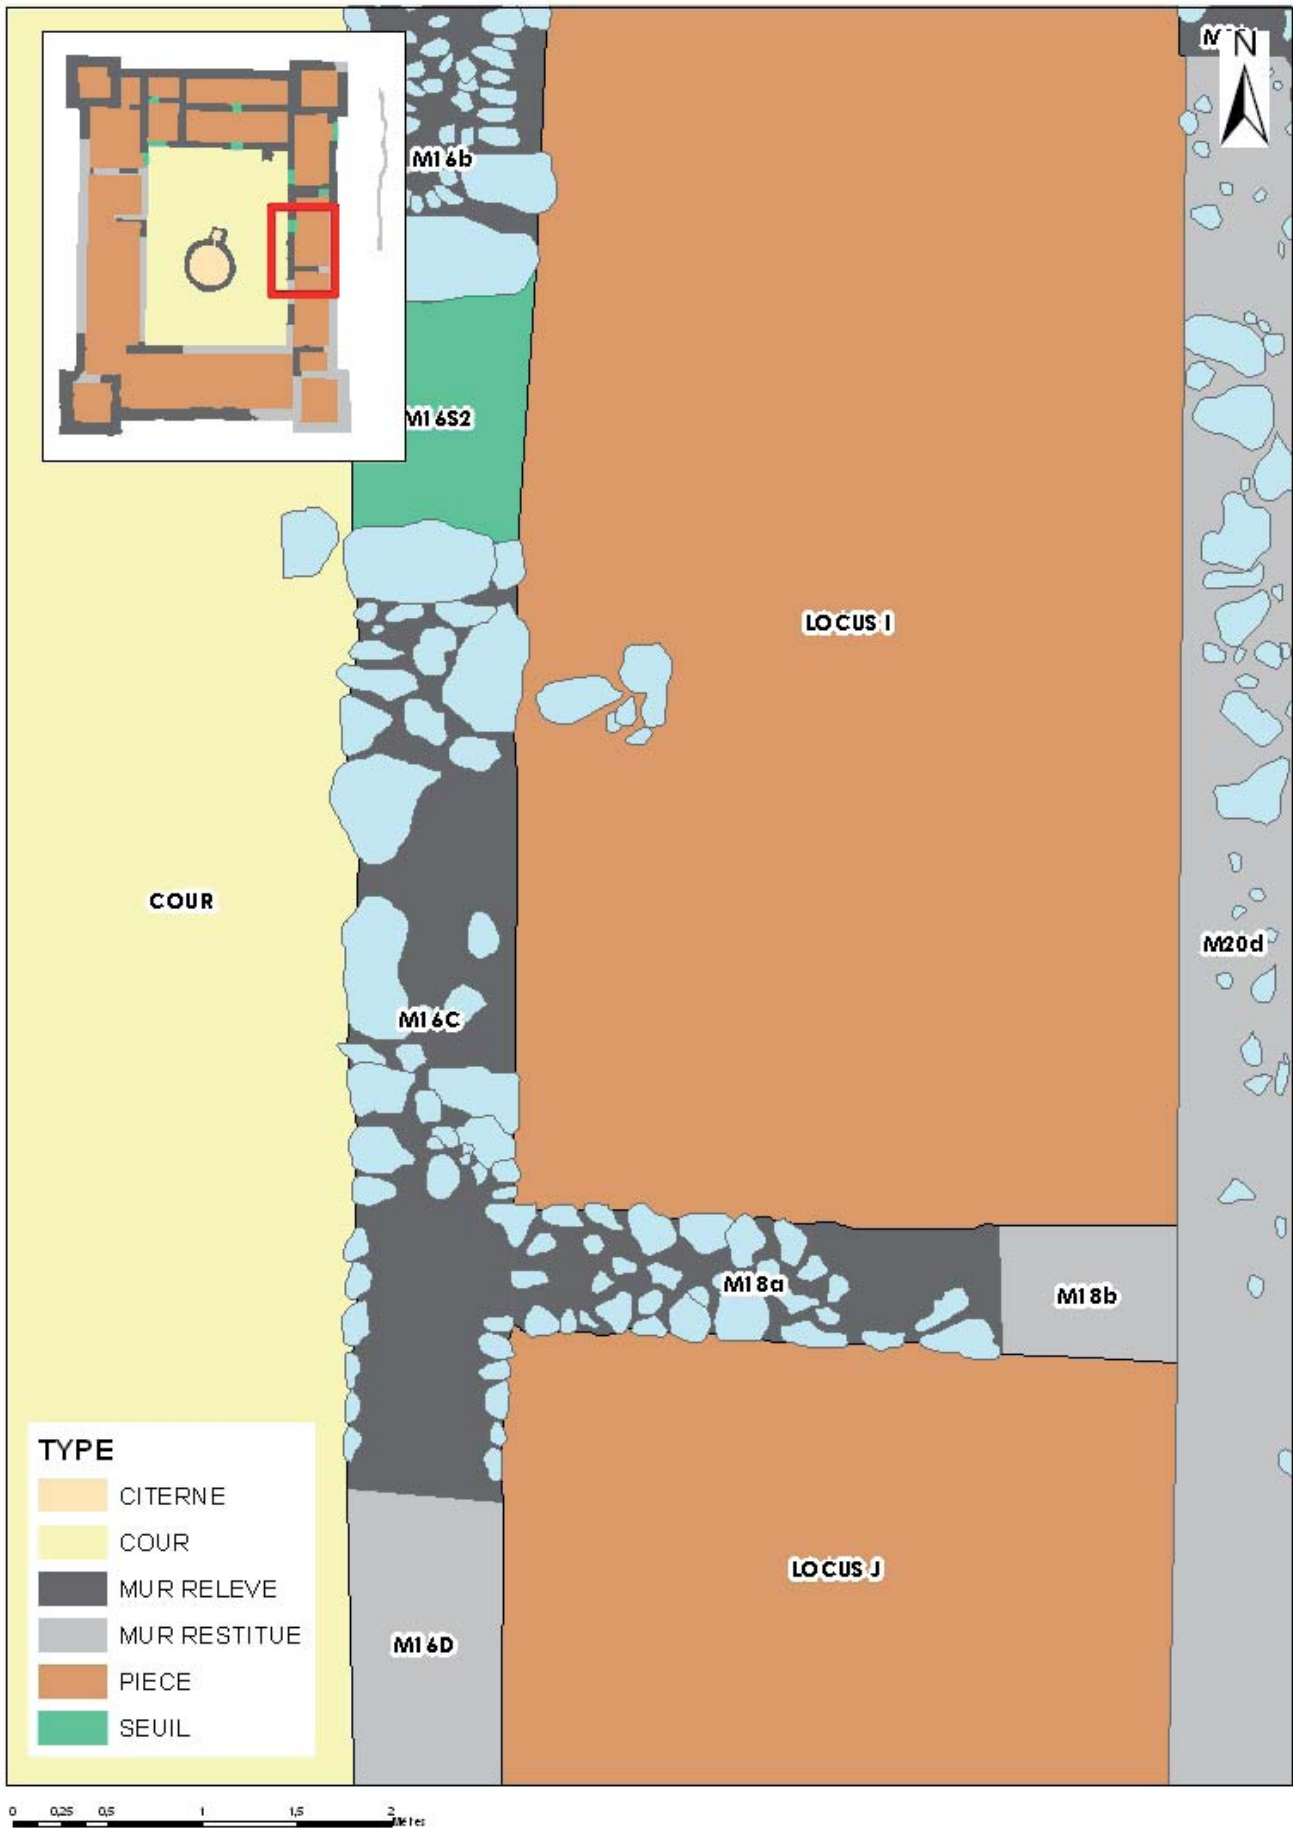 N
M16b
M16S2
LOCUS I
COUR
M20d
M16C
M18a
M18b
TYPE
CITERNE
COUR
MUR RELEVE
MUR RESTITUE
PIECE
SEUIL
LOCUS J
M16D
0 0,25 0,5 1 1,5 2
Mètres